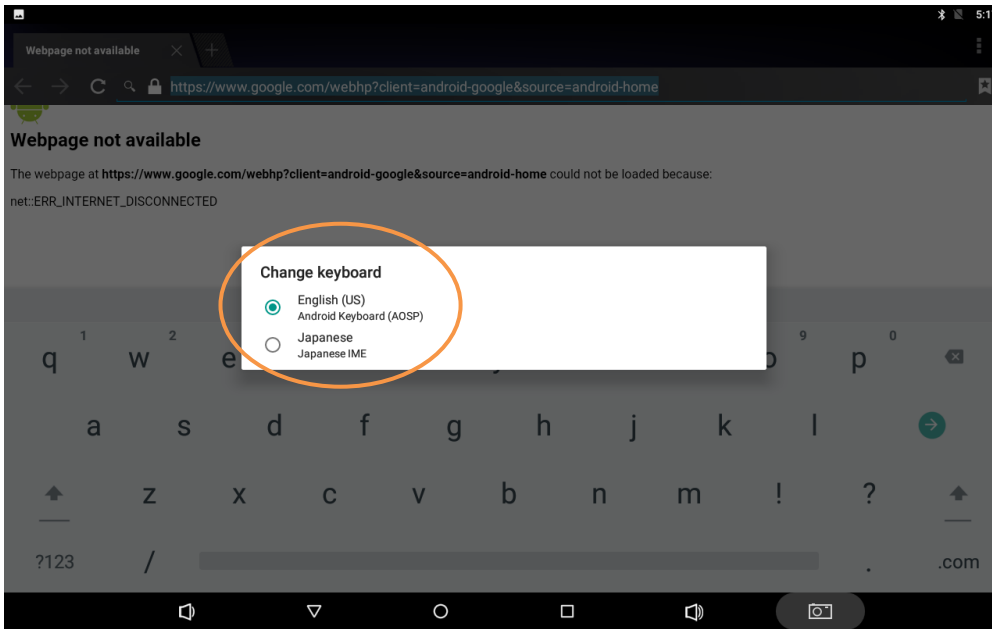 5:1
Webpage not available
https://www.google.com/webhp?client=android-google&source=android-home
Webpage not available
The webpage at https://www.google.com/webhp?client=android-google&source=android-home could not be loaded because:
net::ERR_INTERNET_DISCONNECTED
Change keyboard
English (US)
Android Keyboard (AOSP)
Japanese
Japanese IME
1 2 9 0
q w e p
a s d f g h j k l
z x c v b n m ! ?
?123 / . .com